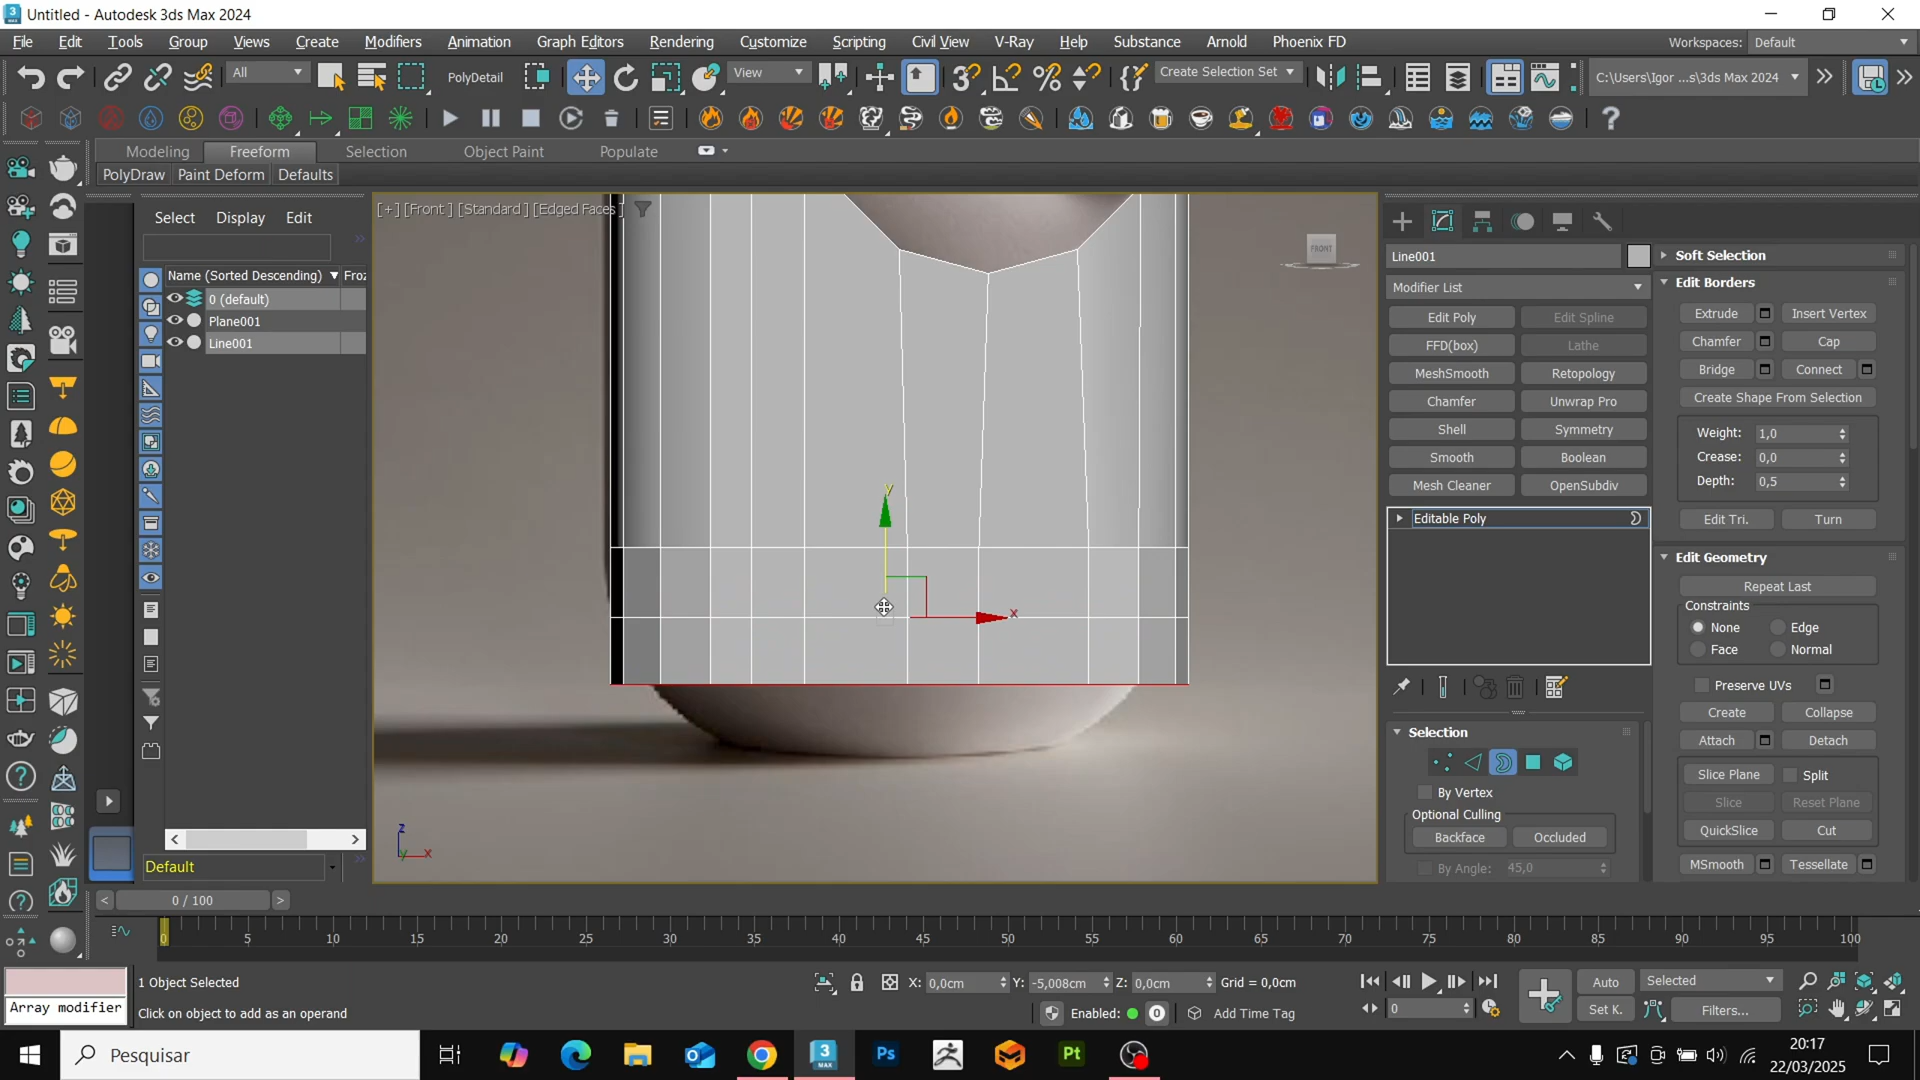 Untitled - Autodesk 3ds Max 2024
File Edit Tools Group Views Create Modifiers Animation Graph Editors Rendering Customize Scripting Civil View V-Ray Help Substance Arnold Phoenix FD
Workspaces: Default
All PolyDetail View Create Selection Set C:\Users\Igor ...s\3ds Max 2024
Modeling Freeform Selection Object Paint Populate
PolyDraw Paint Deform Defaults
Select Display Edit
[+] [Front ] [Standard ] [Edged Faces ]
FRONT
Name (Sorted Descending) Froz
0 (default)
Plane001
Line001
Default
y
x
z
y x
Line001
Modifier List
Edit Poly Edit Spline
FFD(box) Lathe
MeshSmooth Retopology
Chamfer Unwrap Pro
Shell Symmetry
Smooth Boolean
Mesh Cleaner OpenSubdiv
Editable Poly
Selection
By Vertex
Optional Culling
Backface Occluded
By Angle: 45,0
Soft Selection
Edit Borders
Extrude Insert Vertex
Chamfer Cap
Bridge Connect
Create Shape From Selection
Weight: 1,0
Crease: 0,0
Depth: 0,5
Edit Tri. Turn
Edit Geometry
Repeat Last
Constraints
None Edge
Face Normal
Preserve UVs
Create Collapse
Attach Detach
Slice Plane Split
Slice Reset Plane
QuickSlice Cut
MSmooth Tessellate
< 0 / 100 >
0 5 10 15 20 25 30 35 40 45 50 55 60 65 70 75 80 85 90 95 100
Array modifier
1 Object Selected
Click on object to add as an onprand
X: 0,0cm Y: -5,008cm Z: 0,0cm Grid = 0,0cm
Enabled: 0 Add Time Tag
0
Auto Selected
Set K. Filters...
Pesquisar
Ps
3
MAX
Pt
20:17
22/03/2025